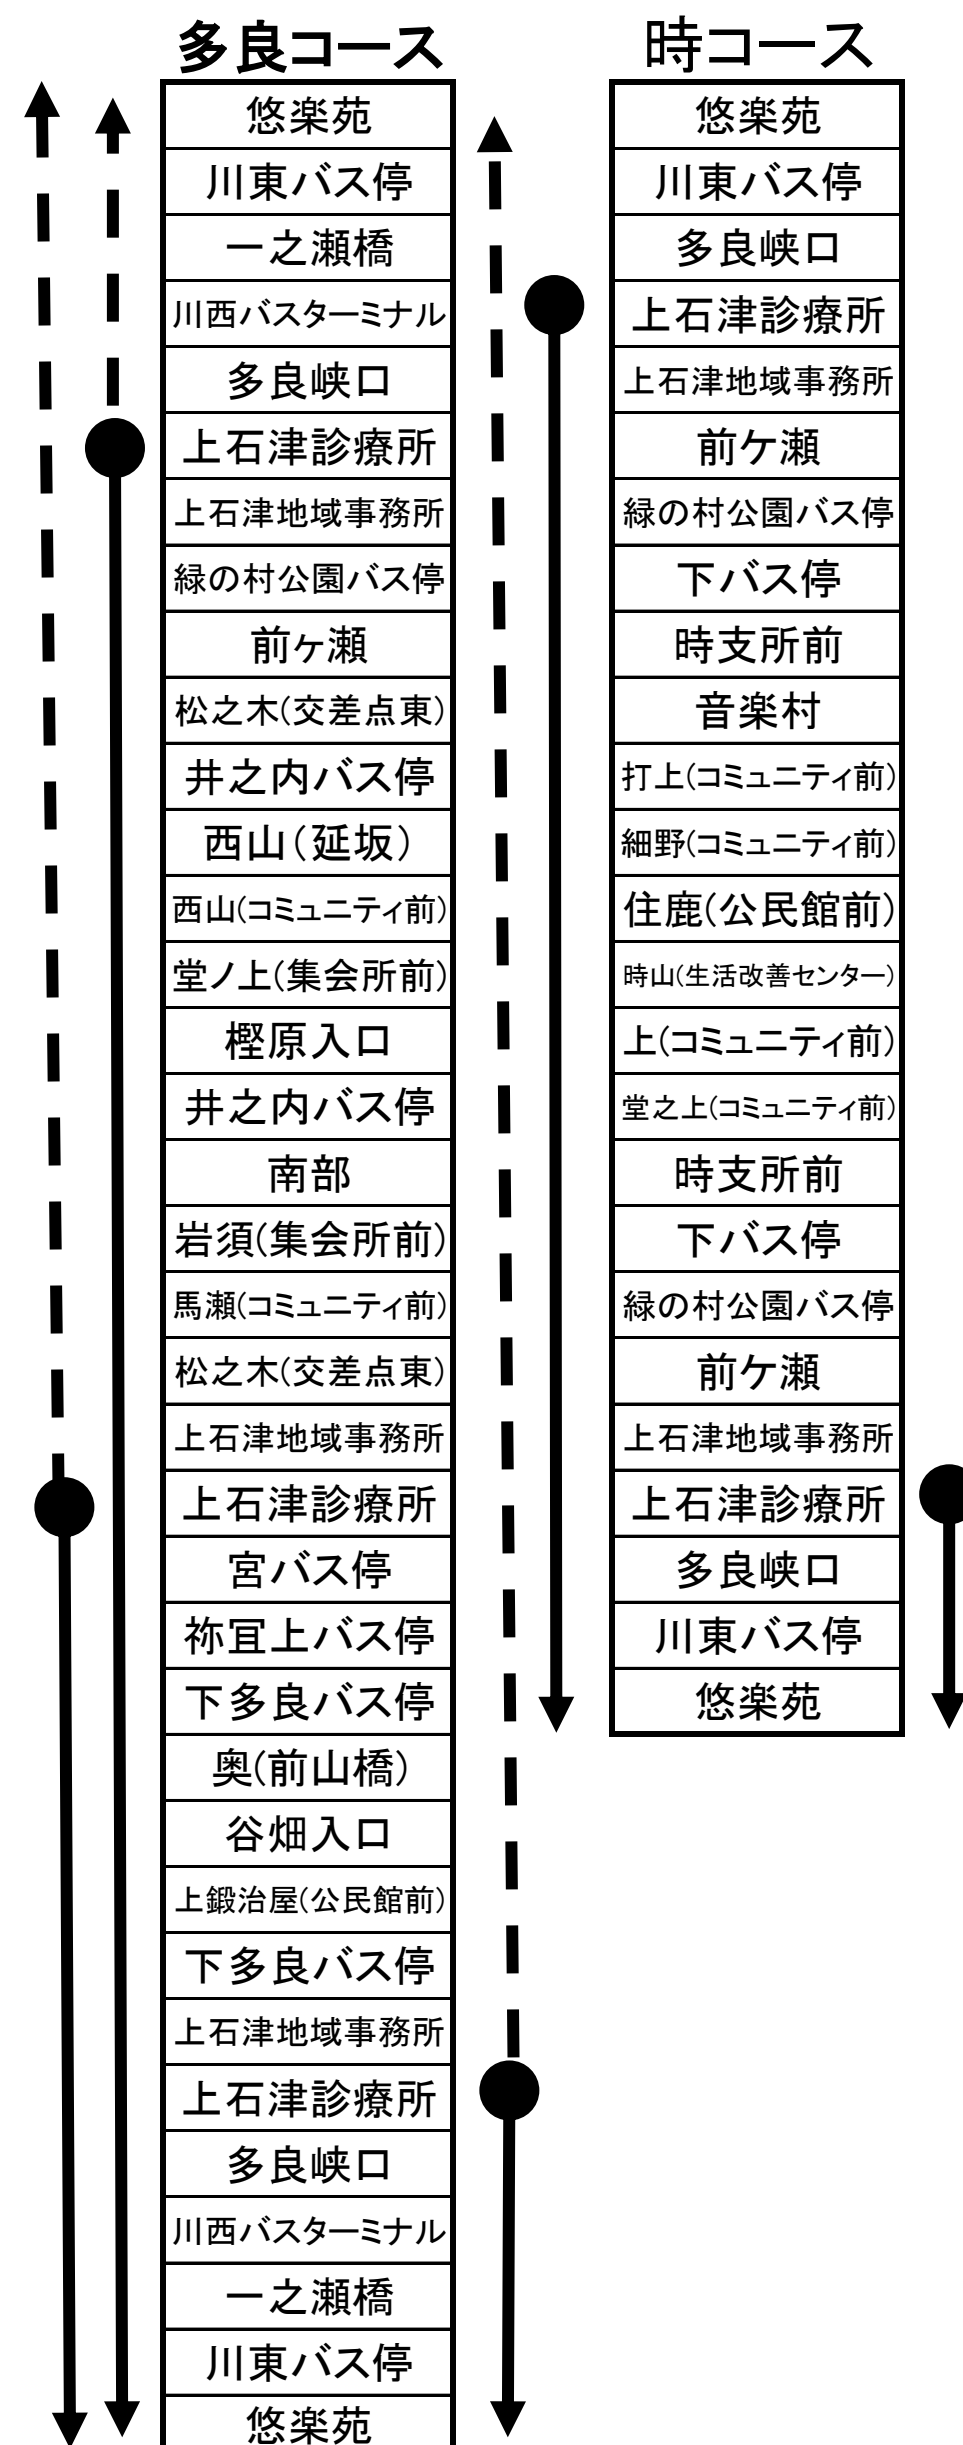 多良コース
悠楽苑
川東バス停
一之瀬橋
川西バスターミナル
多良峡口
上石津診療所
上石津地域事務所
緑の村公園バス停
前ヶ瀬
松之木(交差点東)
井之内バス停
西山(延坂)
西山(コミュニティ前)
堂ノ上(集会所前)
樫原入口
井之内バス停
南部
岩須(集会所前)
馬瀬(コミュニティ前)
松之木(交差点東)
上石津地域事務所
上石津診療所
宮バス停
祢冝上バス停
下多良バス停
奥(前山橋)
谷畑入口
上鍛治屋(公民館前)
下多良バス停
上石津地域事務所
上石津診療所
多良峡口
川西バスターミナル
一之瀬橋
川東バス停
悠楽苑
時コース
悠楽苑
川東バス停
多良峡口
上石津診療所
上石津地域事務所
前ケ瀬
緑の村公園バス停
下バス停
時支所前
音楽村
打上(コミュニティ前)
細野(コミュニティ前)
住鹿(公民館前)
時山(生活改善センター)
上(コミュニティ前)
堂之上(コミュニティ前)
時支所前
下バス停
緑の村公園バス停
前ケ瀬
上石津地域事務所
上石津診療所
多良峡口
川東バス停
悠楽苑